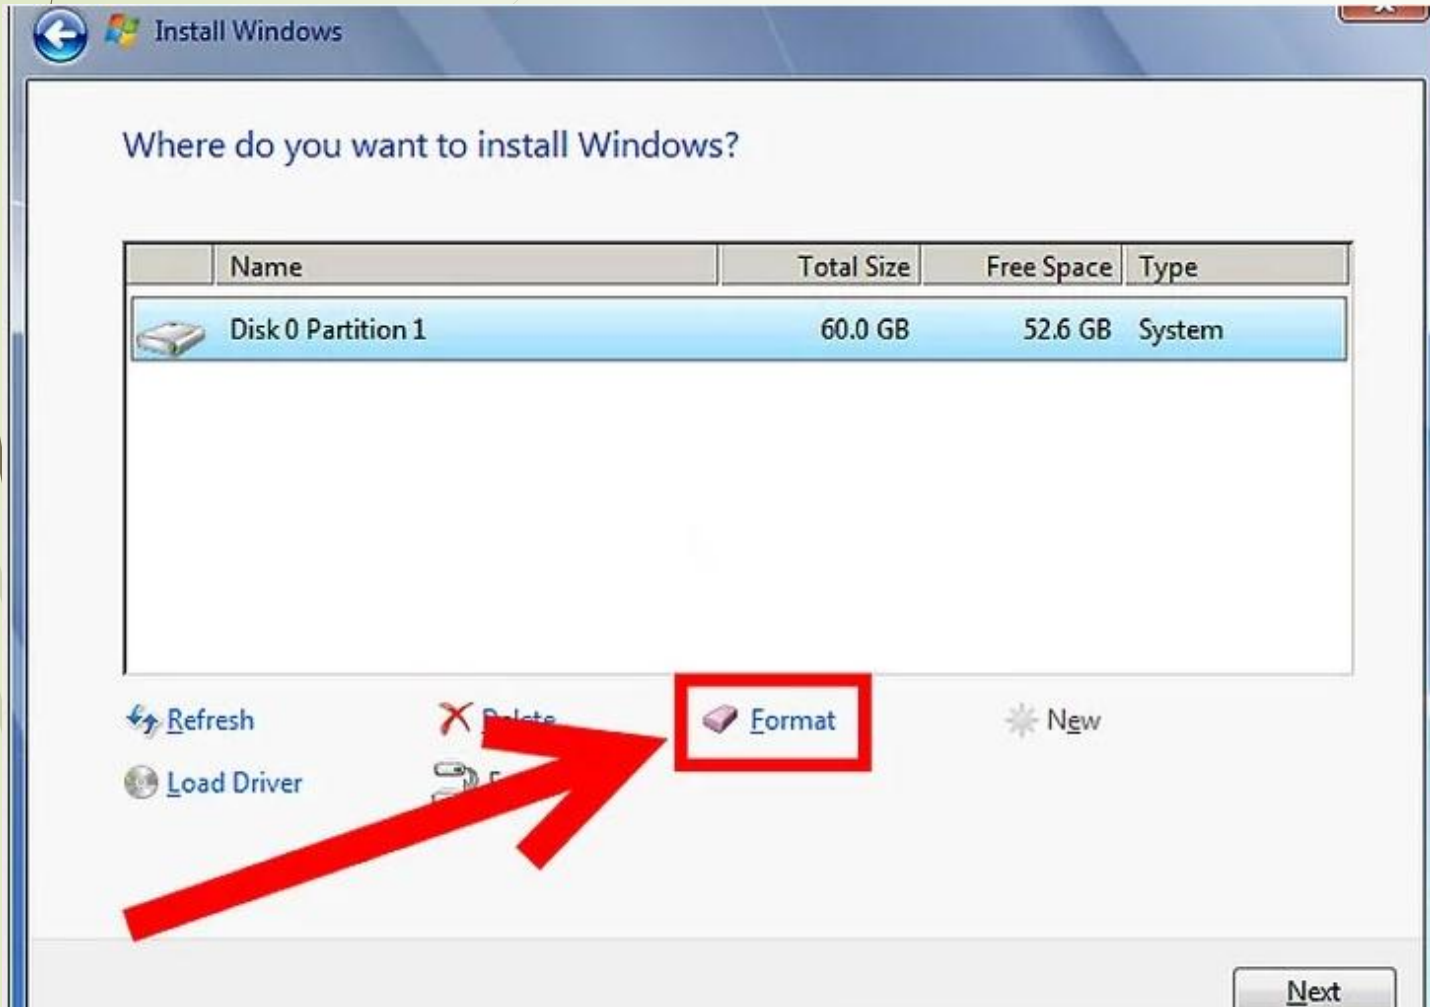 Install Windows
Where do you want to install Windows?
Name Total Size Free Space Type
Disk 0 Partition 1 60.0 GB 52.6 GB System
Refresh Delete Format New
Load Driver
Next